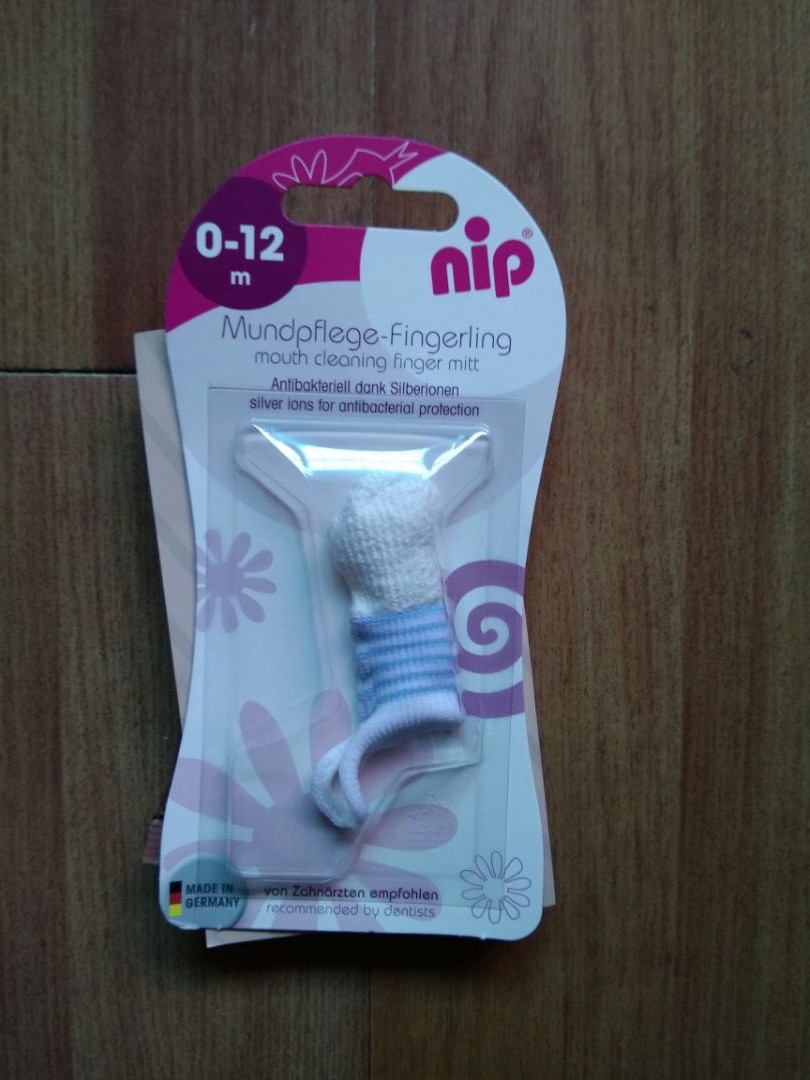 0-12
m
nip®
Mundpflege-Fingerling
mouth cleaning finger mitt
Antibakteriell dank Silberionen
silver ions for antibacterial protection
MADE IN
GERMANY
von Zahnärzten empfohlen
recommended by dentists